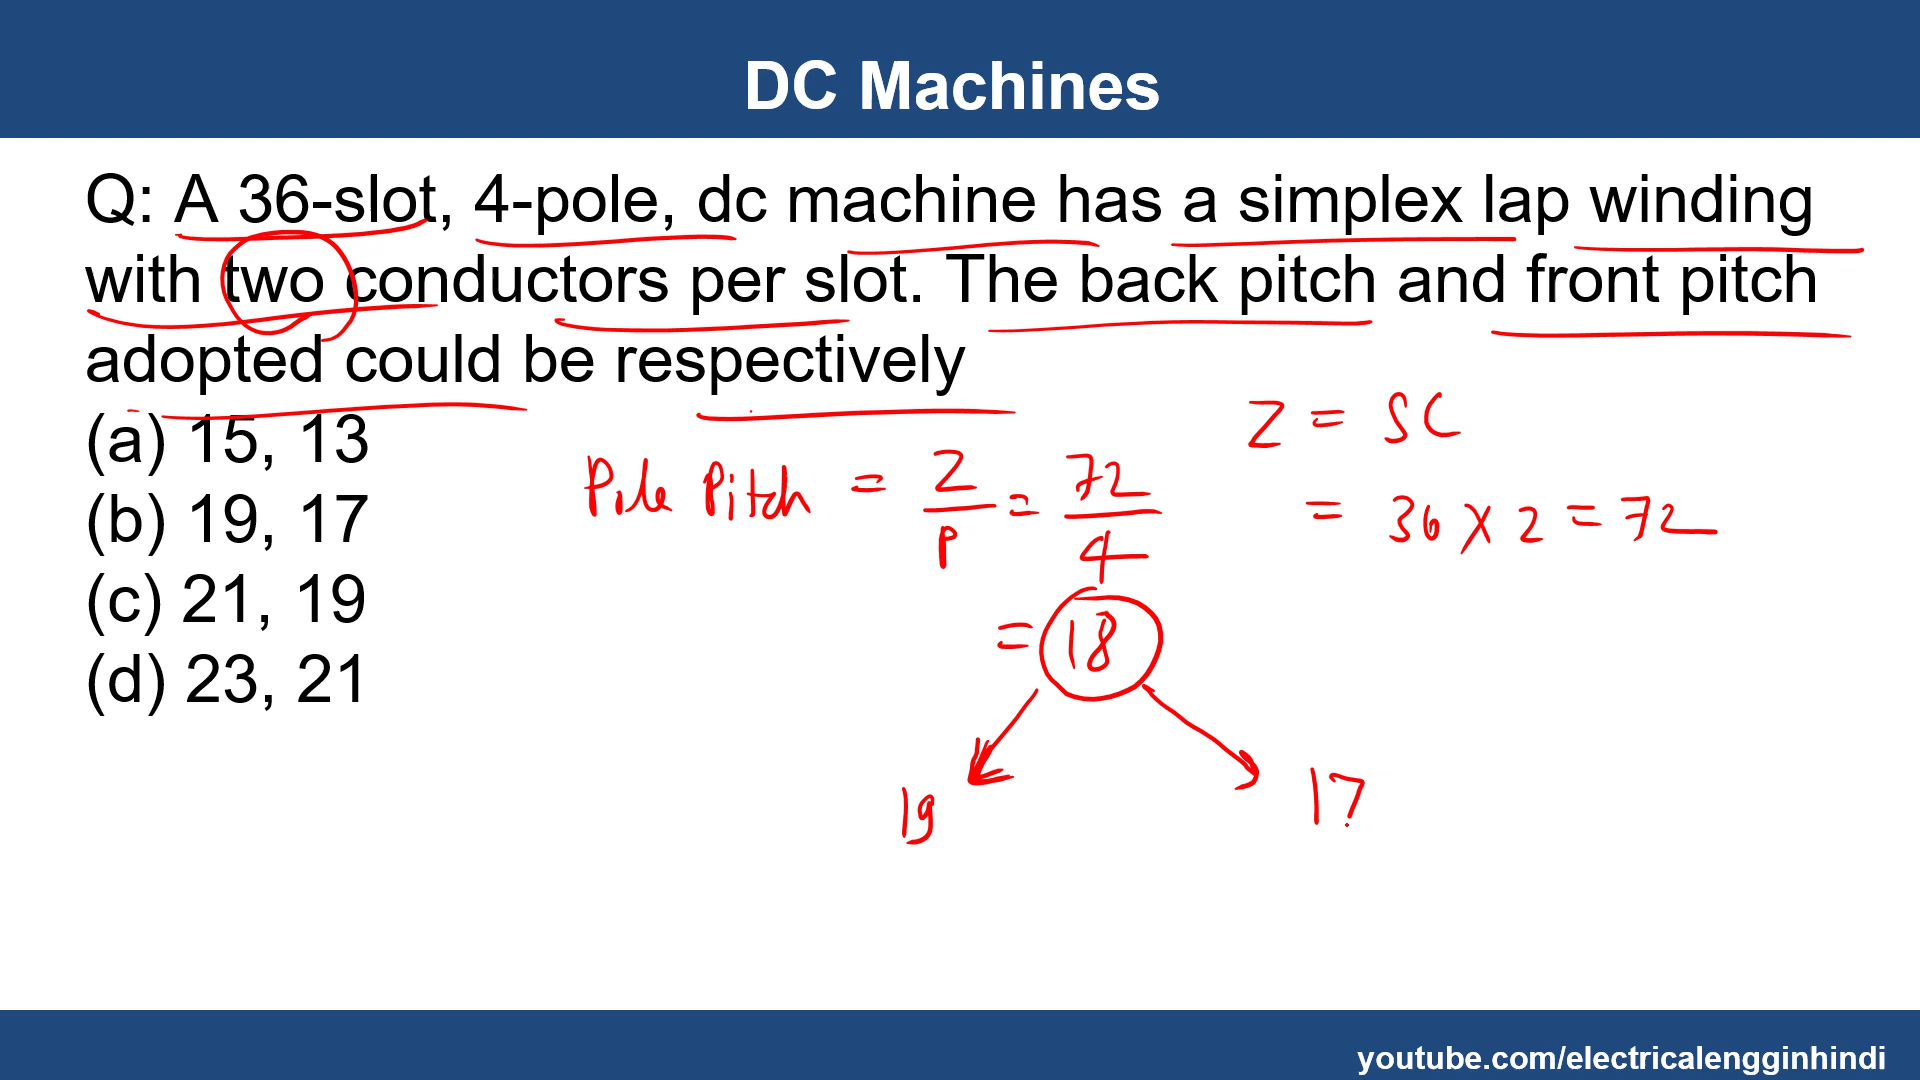 DC Machines
Q: A 36-slot, 4-pole, dc machine has a simplex lap winding
with two conductors per slot. The back pitch and front pitch
adopted could be respectively
(a) 15, 13
(b) 19, 17
(c) 21, 19
(d) 23, 21
Z = SC
= 36 × 2 = 72
Pole Pitch = Z/P = 72/4
= 18
19 17
youtube.com/electricalengginhindi